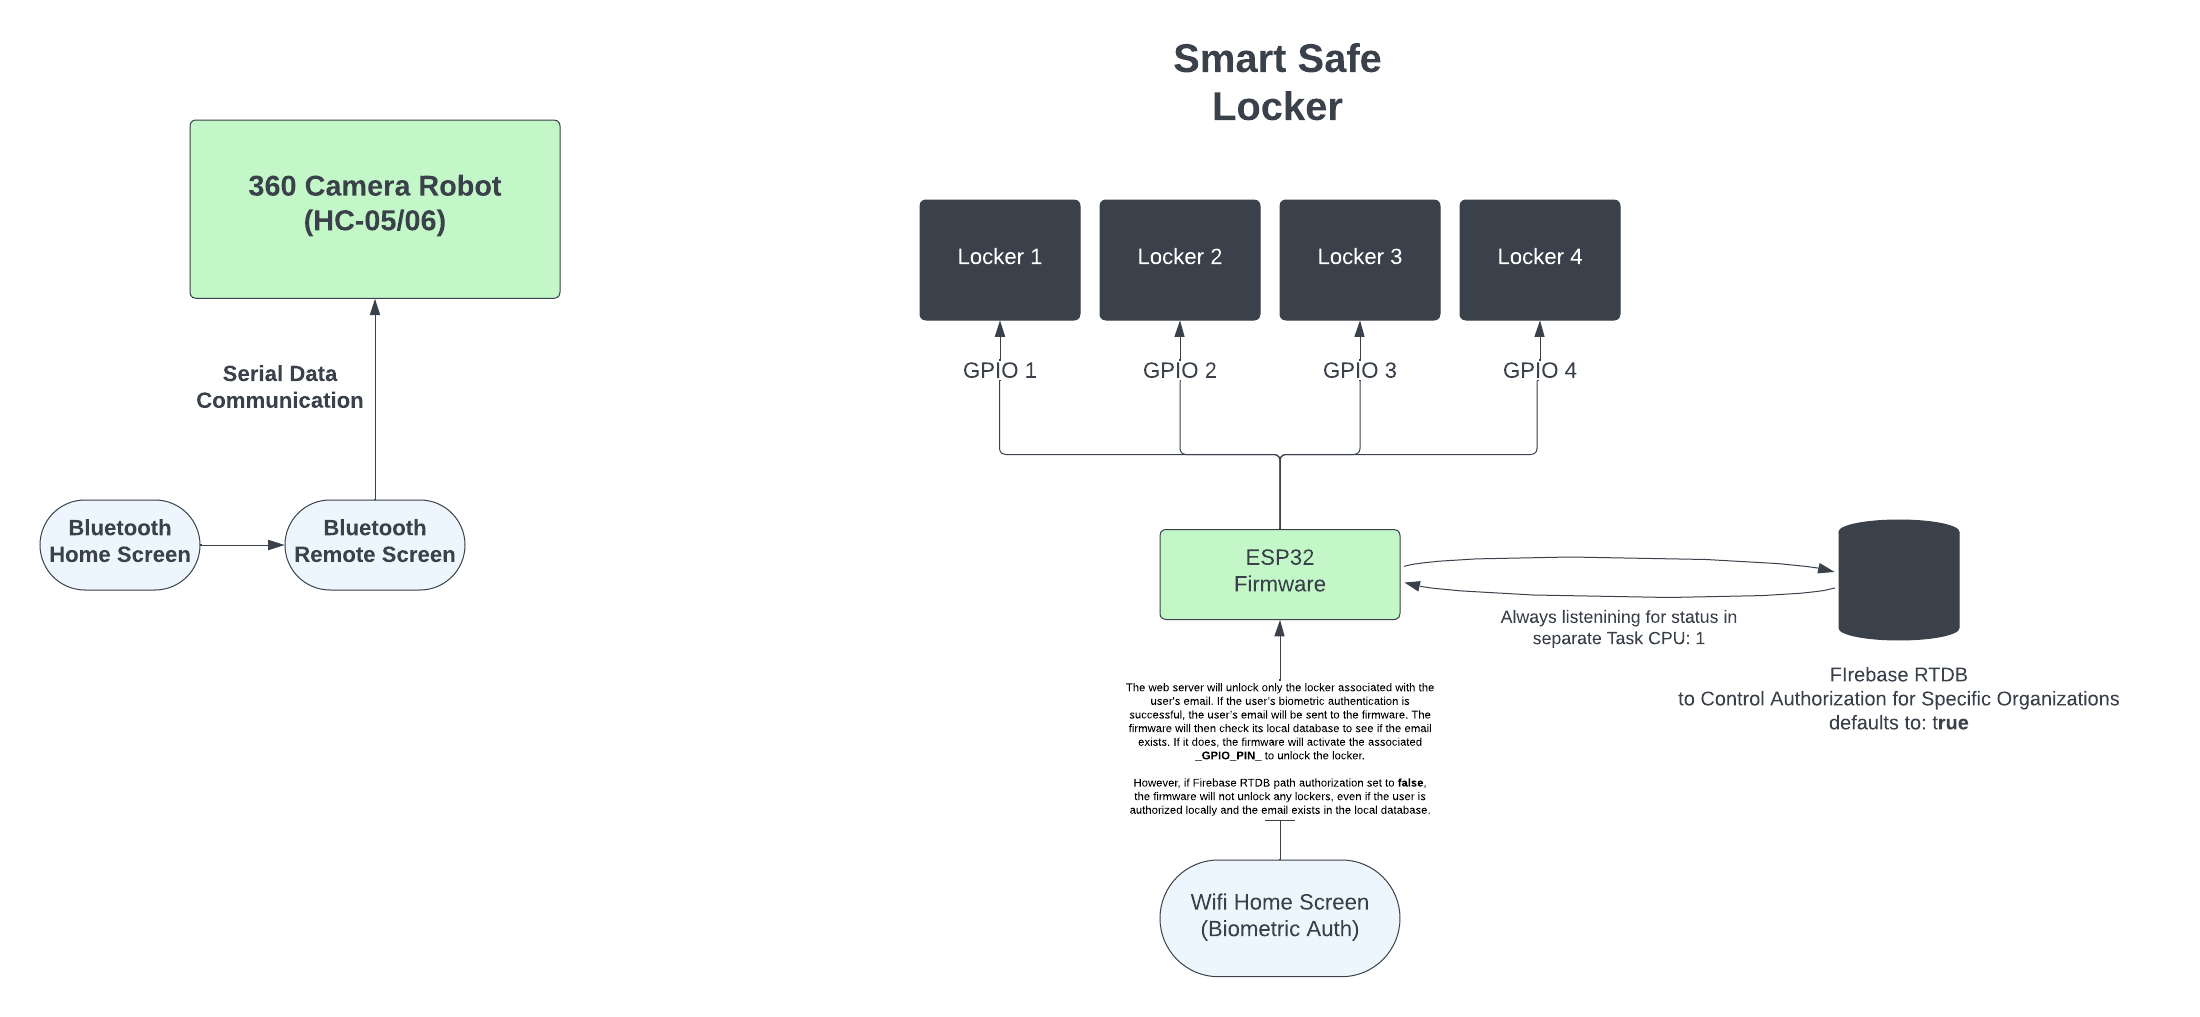 Smart Safe
Locker
360 Camera Robot
(HC-05/06)
Locker 1
Locker 2
Locker 3
Locker 4
GPIO 1
GPIO 2
GPIO 3
GPIO 4
Serial Data
Communication
Bluetooth
Home Screen
Bluetooth
Remote Screen
ESP32
Firmware
Always listenining for status in
separate Task CPU: 1
FIrebase RTDB
to Control Authorization for Specific Organizations
defaults to: true
The web server will unlock only the locker associated with the
user's email. If the user's biometric authentication is
successful, the user's email will be sent to the firmware. The
firmware will then check its local database to see if the email
exists. If it does, the firmware will activate the associated
_GPIO_PIN_ to unlock the locker.
However, if Firebase RTDB path authorization set to false,
the firmware will not unlock any lockers, even if the user is
authorized locally and the email exists in the local database.
Wifi Home Screen
(Biometric Auth)